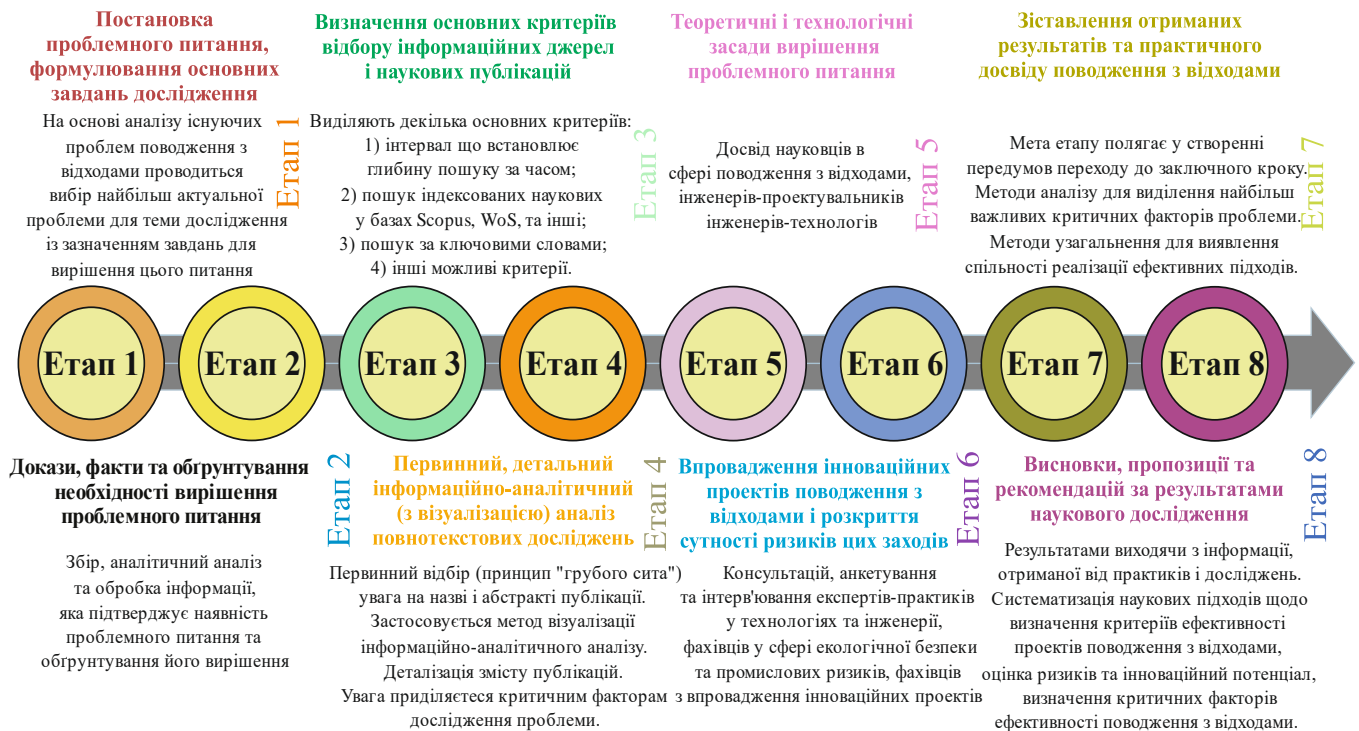 Постановка
проблемного питання,
формулювання основних
завдань дослідження
На основі аналізу існуючих
проблем поводження з
відходами проводиться
вибір найбільш актуальної
проблеми для теми дослідження
із зазначенням завдань для
вирішення цього питання
Етап 1
Визначення основних критеріїв
відбору інформаційних джерел
і наукових публікацій
Виділяють декілька основних критеріїв:
1) інтервал що встановлює
глибину пошуку за часом;
2) пошук індексованих наукових
у базах Scopus, WoS, та інші;
3) пошук за ключовими словами;
4) інші можливі критерії.
Етап 3
Теоретичні і технологічні
засади вирішення
проблемного питання
Досвід науковців в
сфері поводження з відходами,
інженерів-проектувальників
інженерів-технологів
Етап 5
Зіставлення отриманих
результатів та практичного
досвіду поводження з відходами
Мета етапу полягає у створенні
передумов переходу до заключного кроку.
Методи аналізу для виділення найбільш
важливих критичних факторів проблеми.
Методи узагальнення для виявлення
спільності реалізації ефективних підходів.
Етап 7
Етап 1
Етап 2
Етап 3
Етап 4
Етап 5
Етап 6
Етап 7
Етап 8
Докази, факти та обґрунтування
необхідності вирішення
проблемного питання
Збір, аналітичний аналіз
та обробка інформації,
яка підтверджує наявність
проблемного питання та
обґрунтування його вирішення
Етап 2
Первинний, детальний
інформаційно-аналітичний
(з візуалізацією) аналіз
повнотекстових досліджень
Первинний відбір (принцип "грубого сита")
увага на назві і абстракті публікації.
Застосовується метод візуалізації
інформаційно-аналітичного аналізу.
Деталізація змісту публікацій.
Увага приділяєтеся критичним факторам
дослідження проблеми.
Етап 4
Впровадження інноваційних
проектів поводження з
відходами і розкриття
сутності ризиків цих заходів
Консультацій, анкетування
та інтерв'ювання експертів-практиків
у технологіях та інженерії,
фахівців у сфері екологічної безпеки
та промислових ризиків, фахівців
з впровадження інноваційних проектів
Етап 6
Висновки, пропозиції та
рекомендацій за результатами
наукового дослідження
Результатами виходячи з інформації,
отриманої від практиків і досліджень.
Систематизація наукових підходів щодо
визначення критеріїв ефективності
проектів поводження з відходами,
оцінка ризиків та інноваційний потенціал,
визначення критичних факторів
ефективності поводження з відходами.
Етап 8